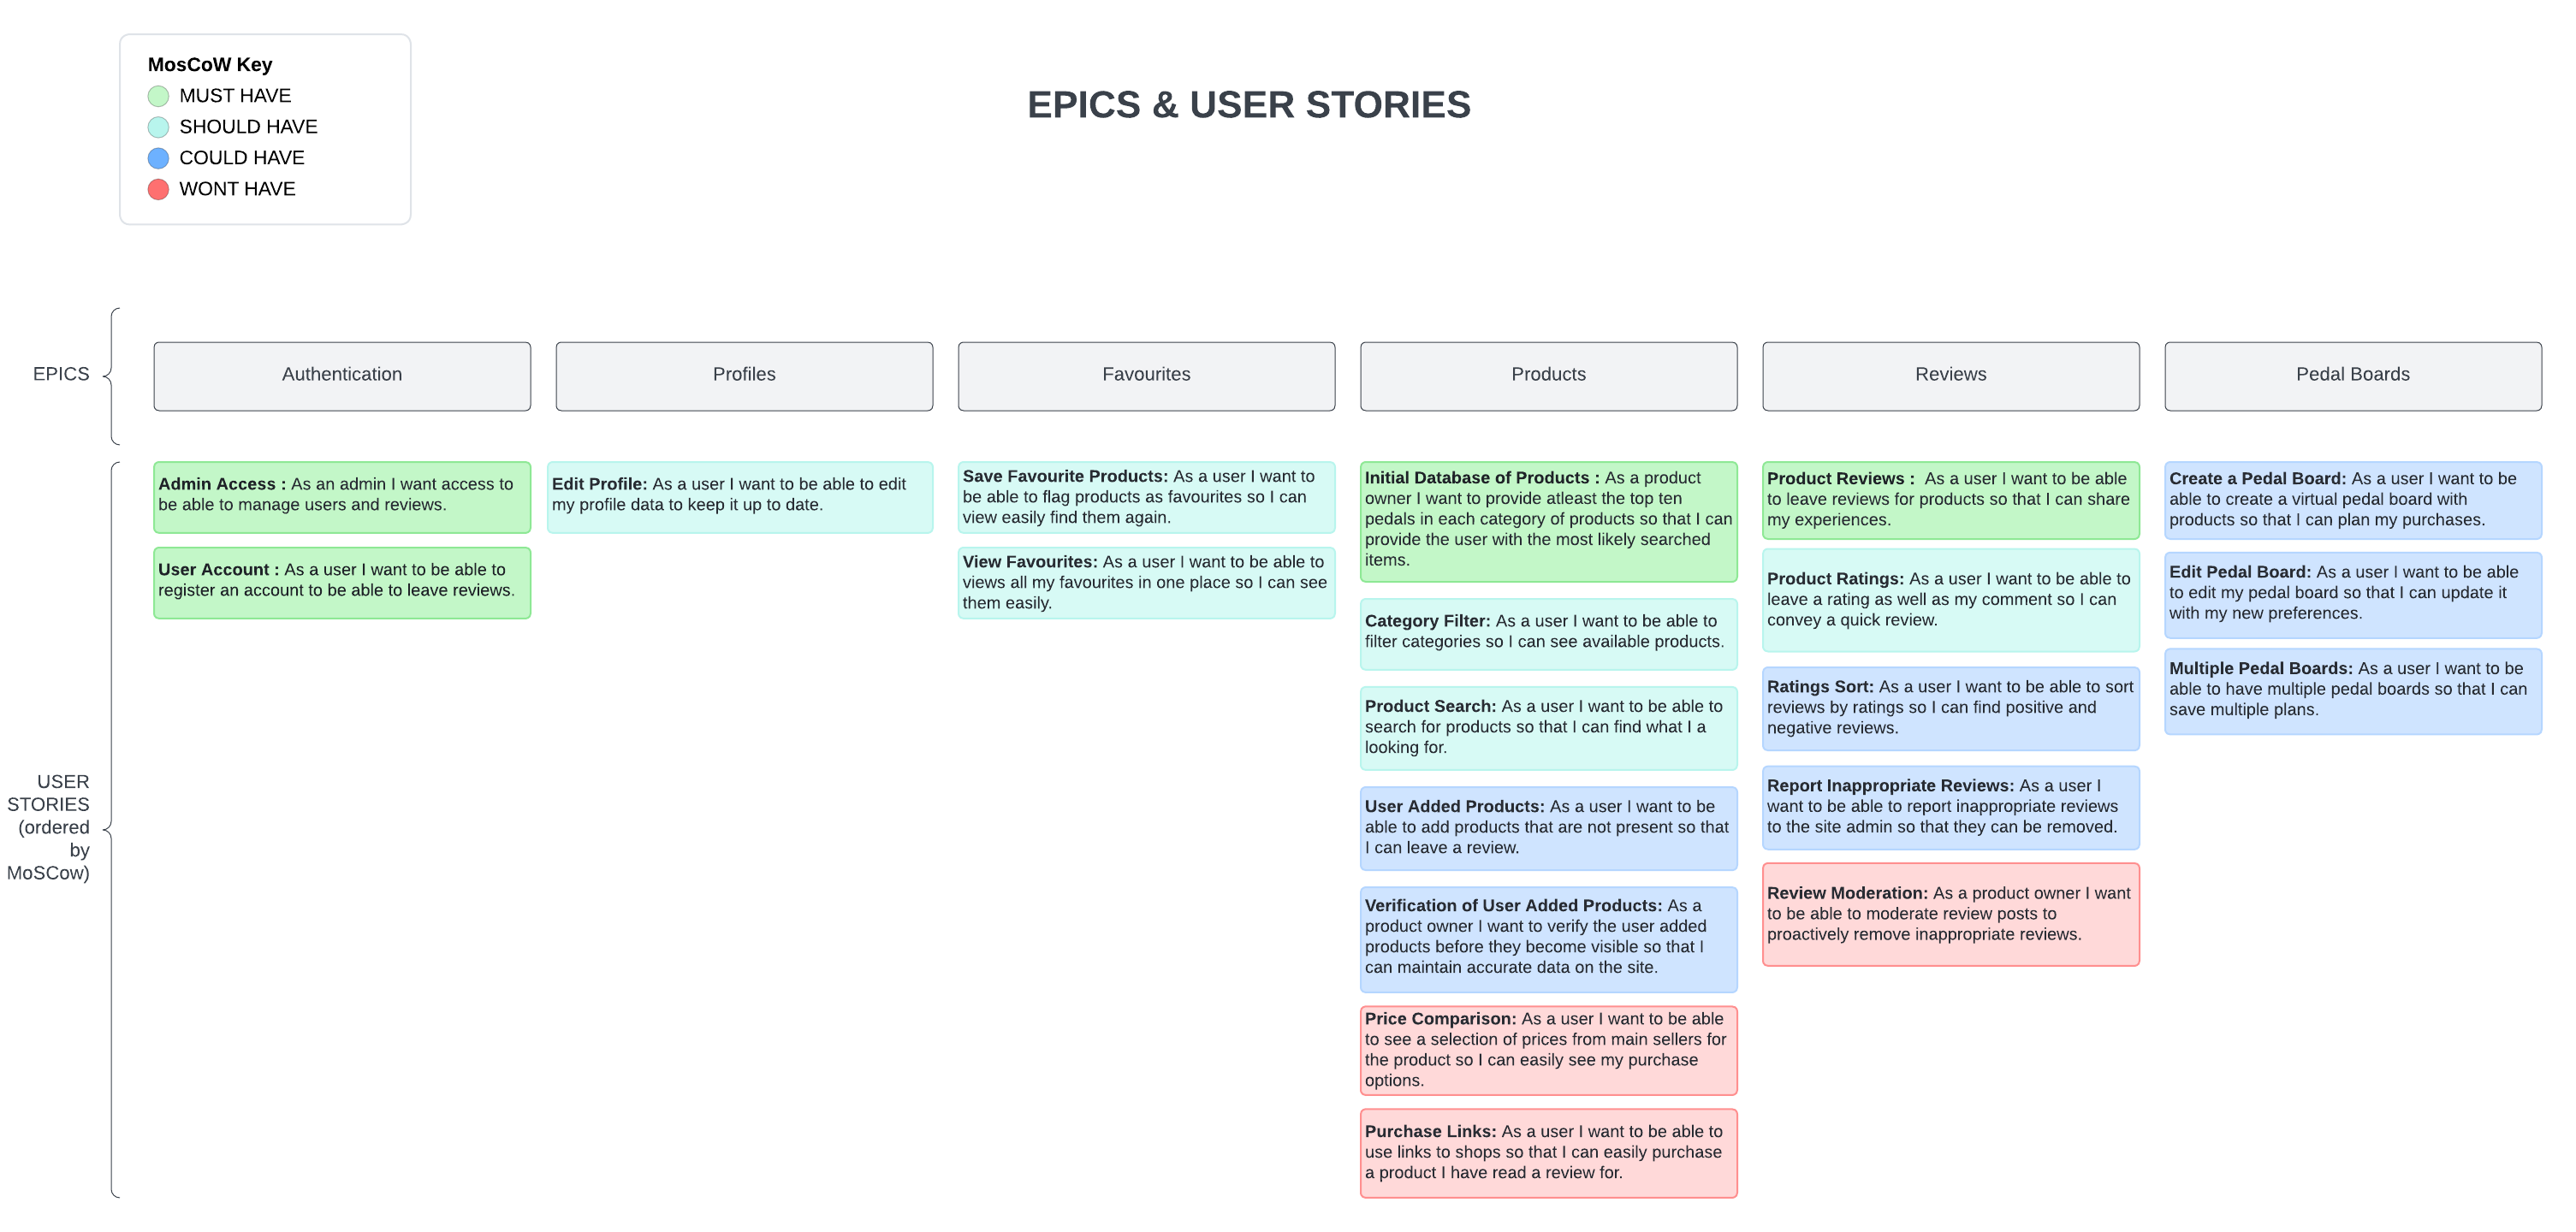 MosCoW Key
MUST HAVE
SHOULD HAVE
COULD HAVE
WONT HAVE
EPICS & USER STORIES
EPICS
Authentication
Profiles
Favourites
Products
Reviews
Pedal Boards
USER
STORIES
(ordered
by
MoSCow)
Admin Access : As an admin I want access to
be able to manage users and reviews.
User Account : As a user I want to be able to
register an account to be able to leave reviews.
Edit Profile: As a user I want to be able to edit
my profile data to keep it up to date.
Save Favourite Products: As a user I want to
be able to flag products as favourites so I can
view easily find them again.
View Favourites: As a user I want to be able to
views all my favourites in one place so I can see
them easily.
Initial Database of Products : As a product
owner I want to provide atleast the top ten
pedals in each category of products so that I can
provide the user with the most likely searched
items.
Category Filter: As a user I want to be able to
filter categories so I can see available products.
Product Search: As a user I want to be able to
search for products so that I can find what I a
looking for.
User Added Products: As a user I want to be
able to add products that are not present so that
I can leave a review.
Verification of User Added Products: As a
product owner I want to verify the user added
products before they become visible so that I
can maintain accurate data on the site.
Price Comparison: As a user I want to be able
to see a selection of prices from main sellers for
the product so I can easily see my purchase
options.
Purchase Links: As a user I want to be able to
use links to shops so that I can easily purchase
a product I have read a review for.
Product Reviews :  As a user I want to be able
to leave reviews for products so that I can share
my experiences.
Product Ratings: As a user I want to be able to
leave a rating as well as my comment so I can
convey a quick review.
Ratings Sort: As a user I want to be able to sort
reviews by ratings so I can find positive and
negative reviews.
Report Inappropriate Reviews: As a user I
want to be able to report inappropriate reviews
to the site admin so that they can be removed.
Review Moderation: As a product owner I want
to be able to moderate review posts to
proactively remove inappropriate reviews.
Create a Pedal Board: As a user I want to be
able to create a virtual pedal board with
products so that I can plan my purchases.
Edit Pedal Board: As a user I want to be able
to edit my pedal board so that I can update it
with my new preferences.
Multiple Pedal Boards: As a user I want to be
able to have multiple pedal boards so that I can
save multiple plans.